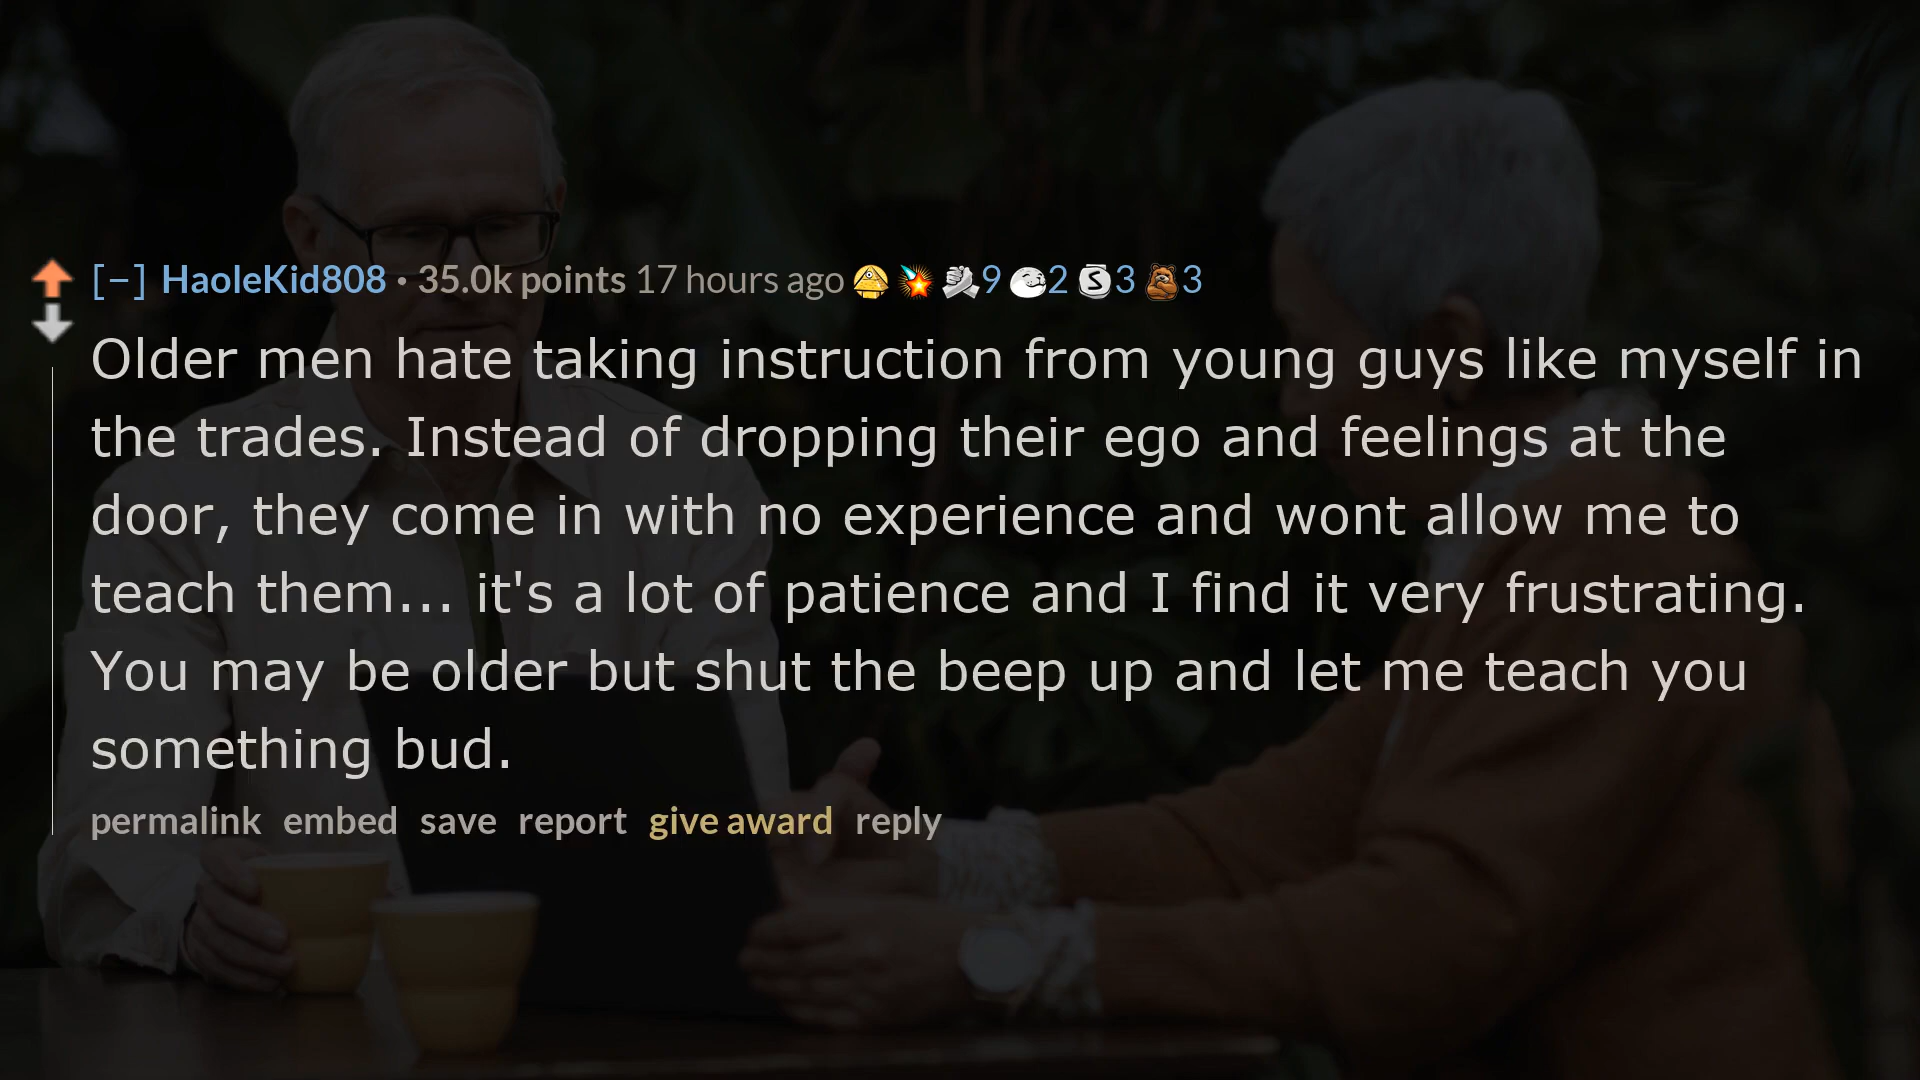 [−] HaoleKid808 · 35.0k points 17 hours ago 9 2 S 3 3
Older men hate taking instruction from young guys like myself in
the trades. Instead of dropping their ego and feelings at the
door, they come in with no experience and wont allow me to
teach them... it's a lot of patience and I find it very frustrating.
You may be older but shut the beep up and let me teach you
something bud.
permalink embed save report give award reply